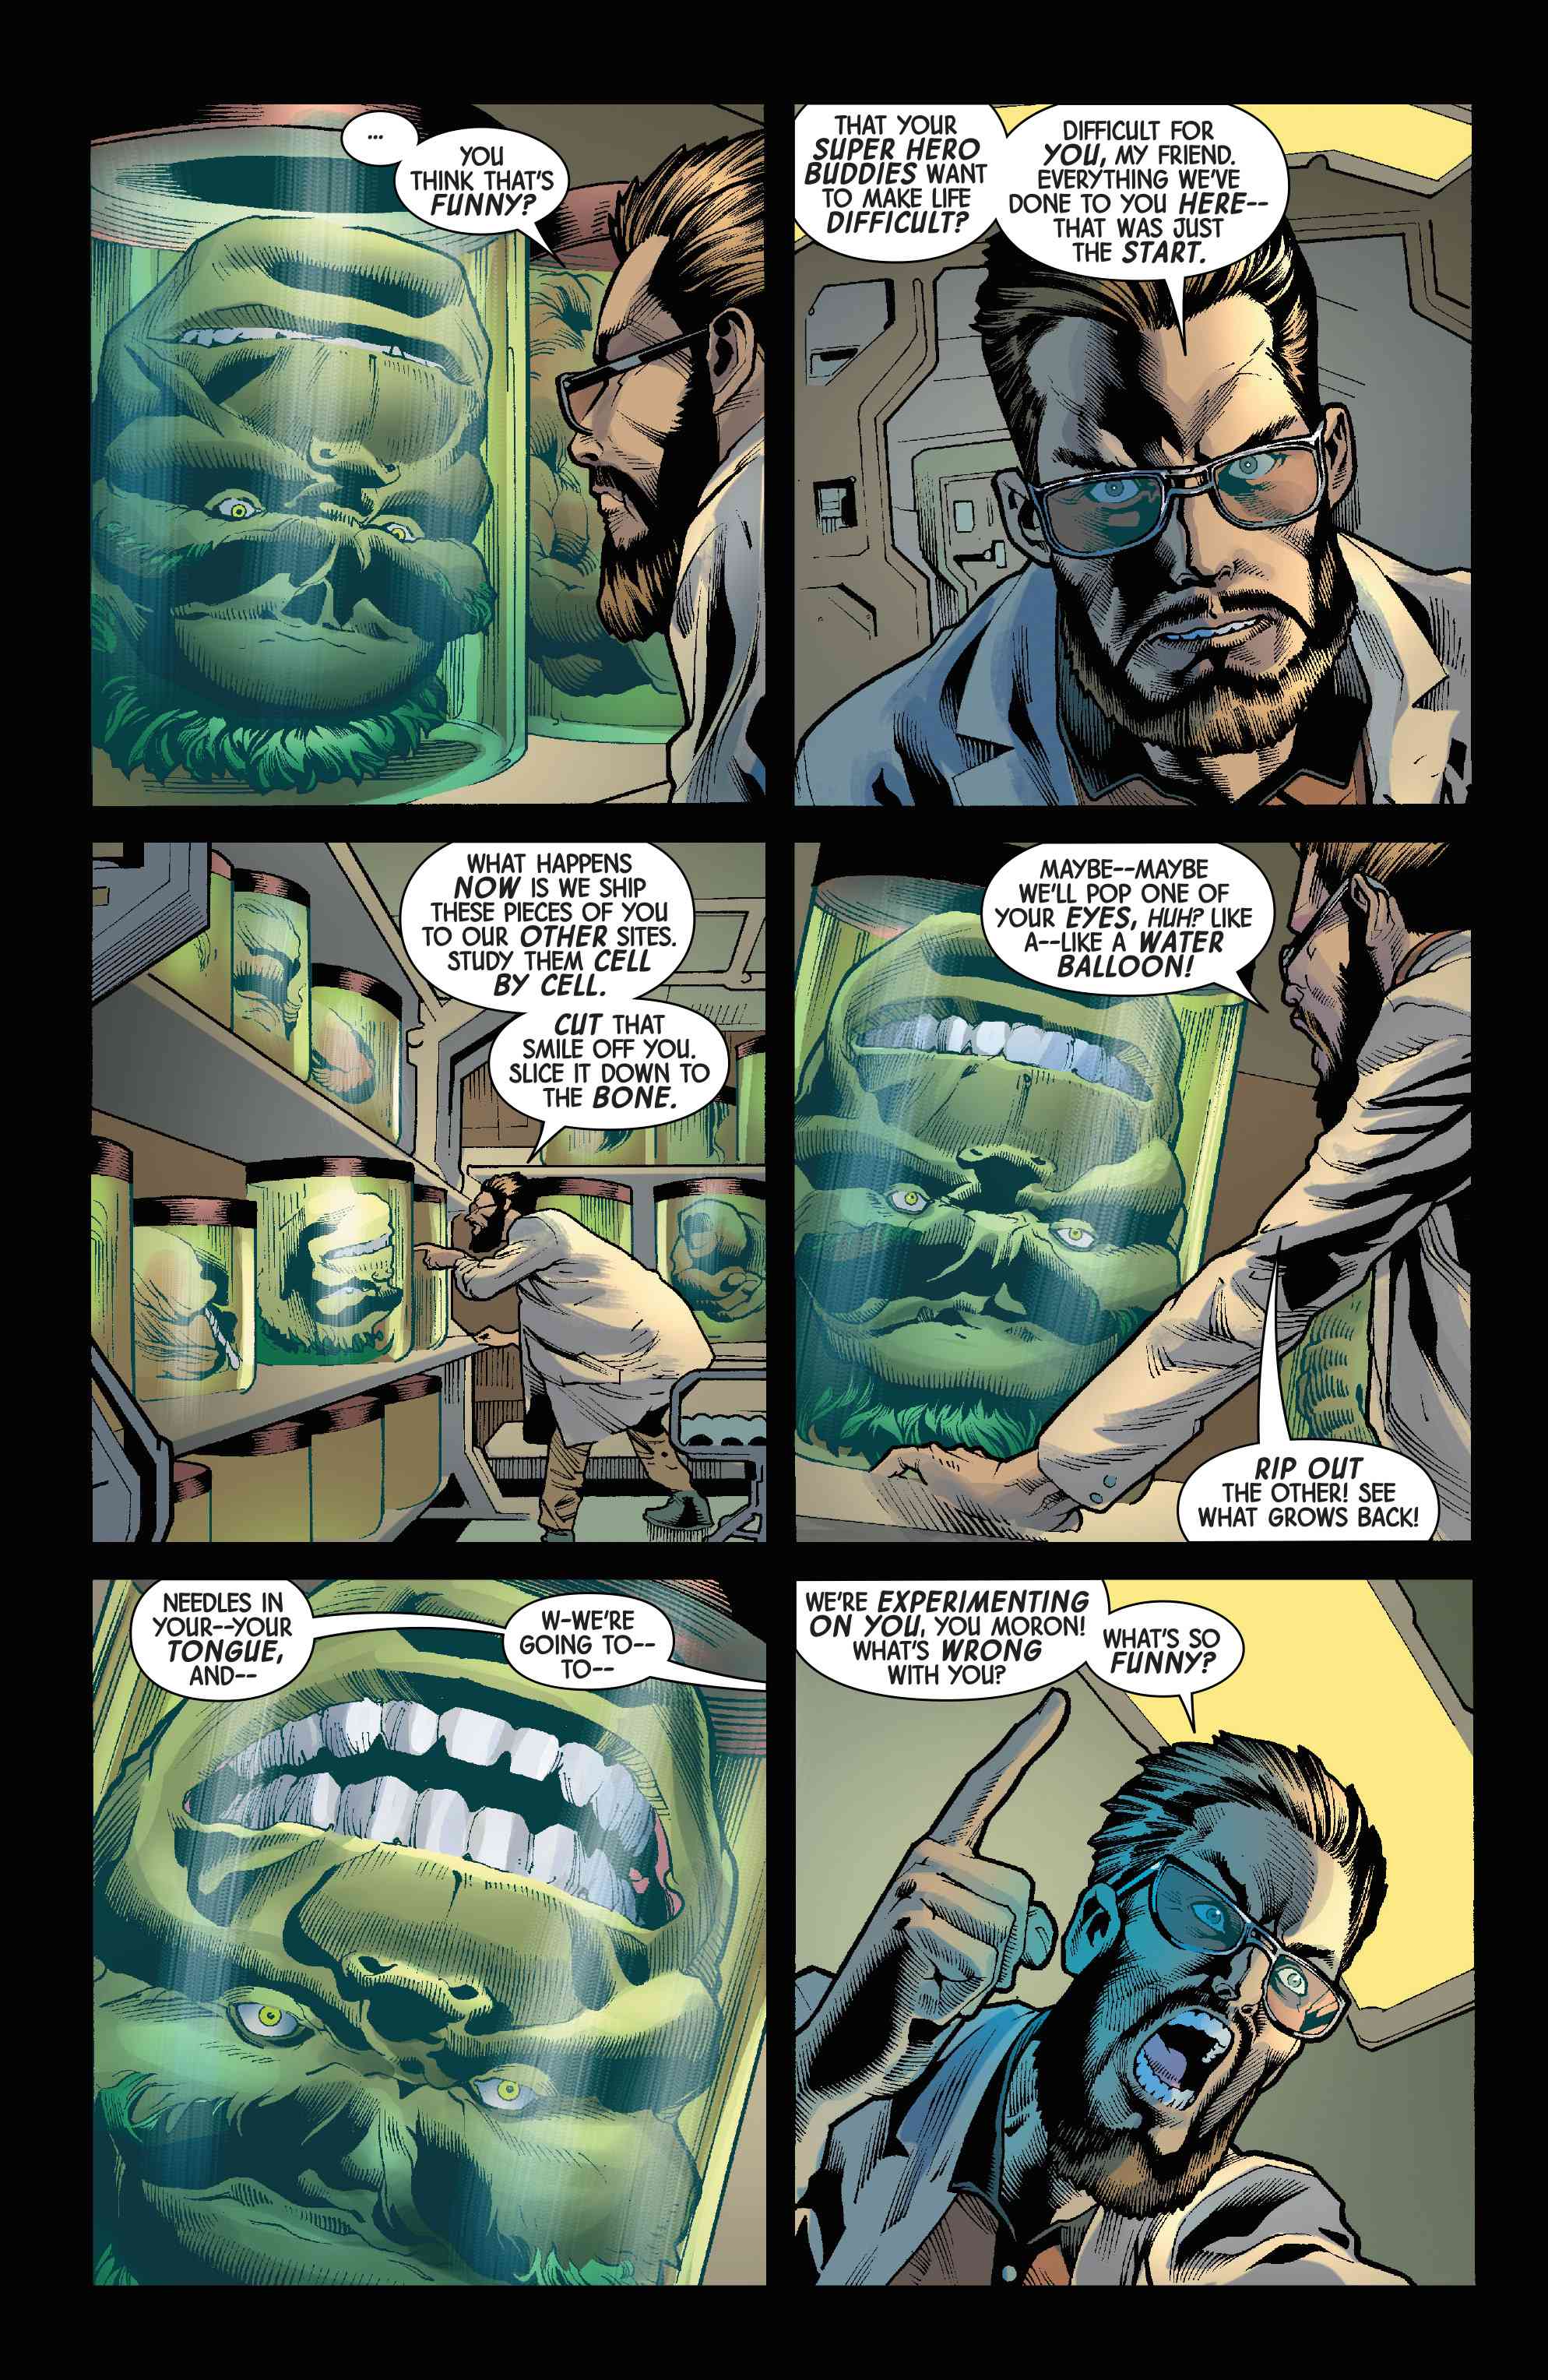 ...
YOU
THINK THAT'S
FUNNY?
THAT YOUR
SUPER HERO
BUDDIES WANT
TO MAKE LIFE
DIFFICULT?
DIFFICULT FOR
YOU, MY FRIEND.
EVERYTHING WE'VE
DONE TO YOU HERE--
THAT WAS JUST
THE START.
WHAT HAPPENS
NOW IS WE SHIP
THESE PIECES OF YOU
TO OUR OTHER SITES.
STUDY THEM CELL
BY CELL.
CUT THAT
SMILE OFF YOU.
SLICE IT DOWN TO
THE BONE.
MAYBE--MAYBE
WE'LL POP ONE OF
YOUR EYES, HUH? LIKE
A--LIKE A WATER
BALLOON!
RIP OUT
THE OTHER! SEE
WHAT GROWS BACK!
NEEDLES IN
YOUR--YOUR
TONGUE,
AND--
W-WE'RE
GOING TO--
TO--
WE'RE EXPERIMENTING
ON YOU, YOU MORON!
WHAT'S WRONG
WITH YOU?
WHAT'S SO
FUNNY?